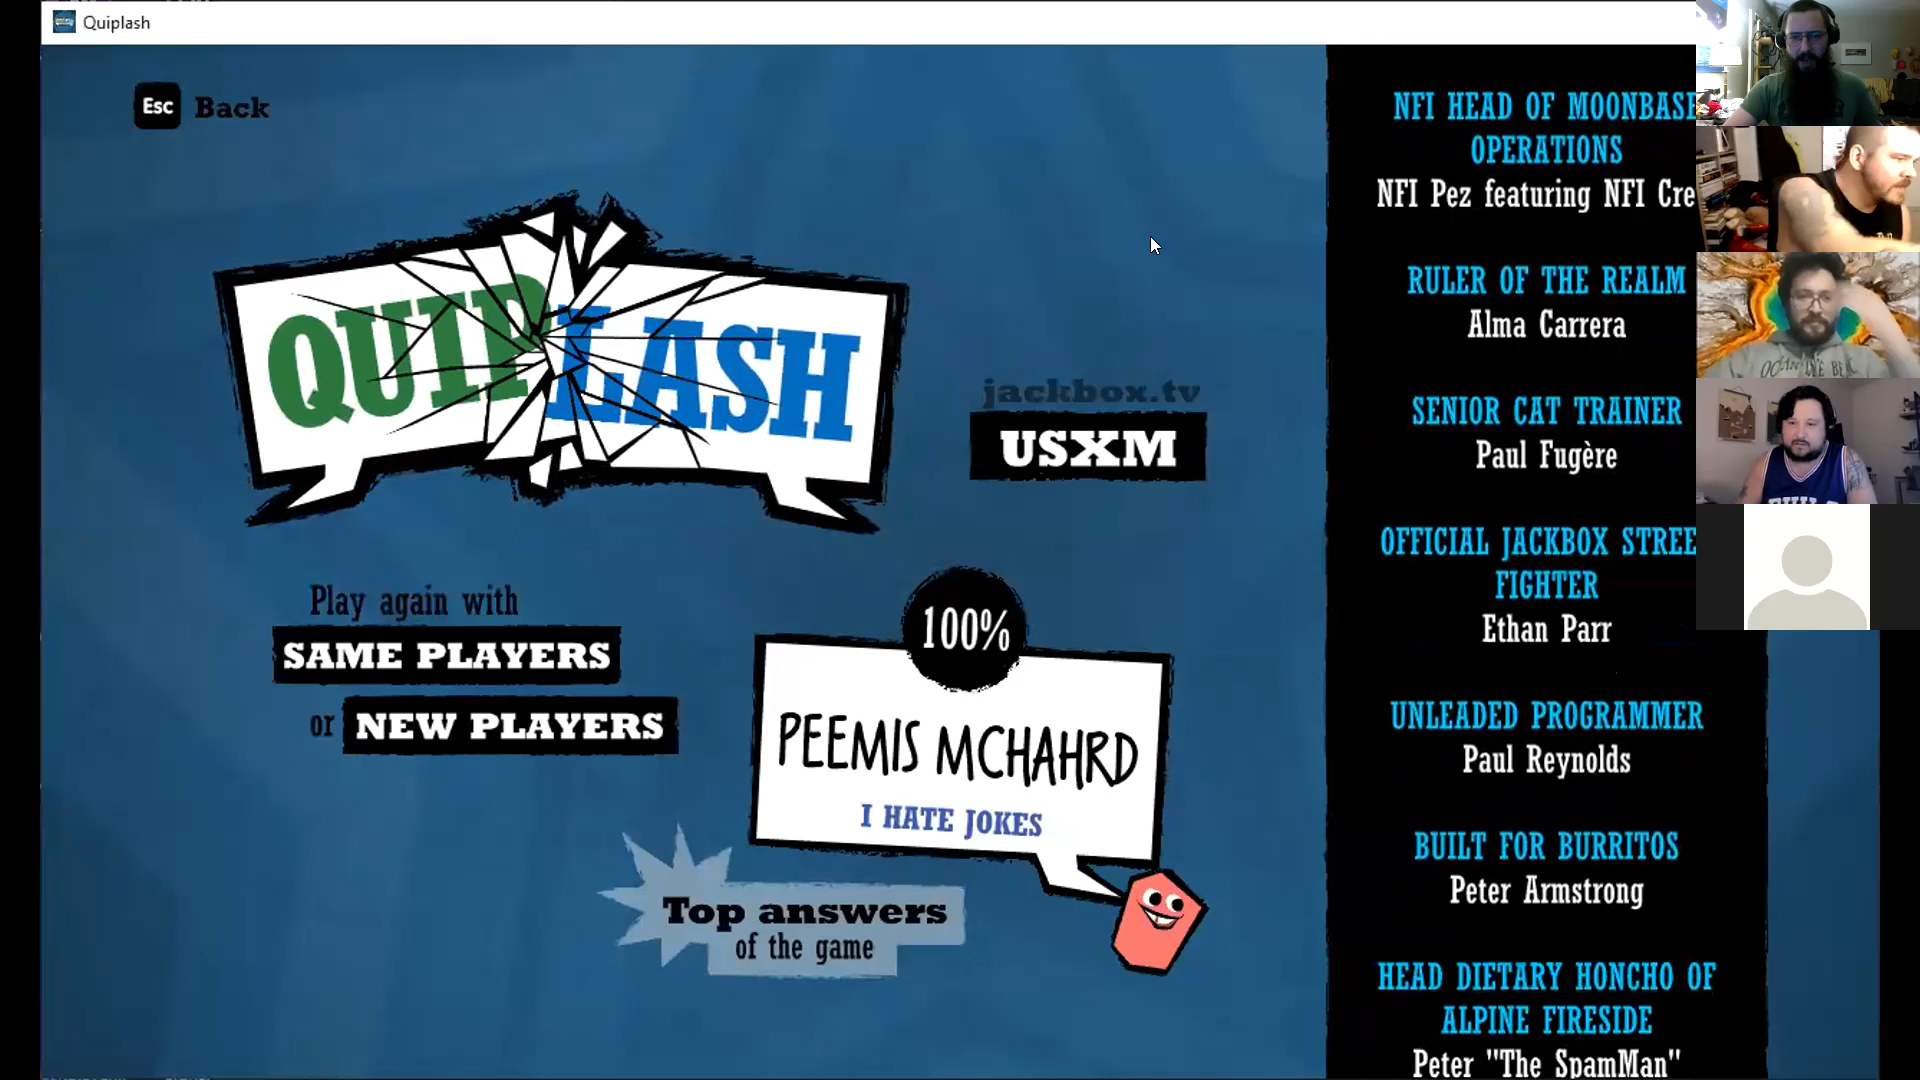 Quiplash
Esc Back
QUIPLASH
jackbox.tv
USXM
Play again with
SAME PLAYERS
or NEW PLAYERS
100%
PEEMIS MCHAHRD
I HATE JOKES
Top answers
of the game
NFI HEAD OF MOONBASE
OPERATIONS
NFI Pez featuring NFI Cre
RULER OF THE REALM
Alma Carrera
SENIOR CAT TRAINER
Paul Fugère
OFFICIAL JACKBOX STREE
FIGHTER
Ethan Parr
UNLEADED PROGRAMMER
Paul Reynolds
BUILT FOR BURRITOS
Peter Armstrong
HEAD DIETARY HONCHO OF
ALPINE FIRESIDE
Peter "The SpamMan"